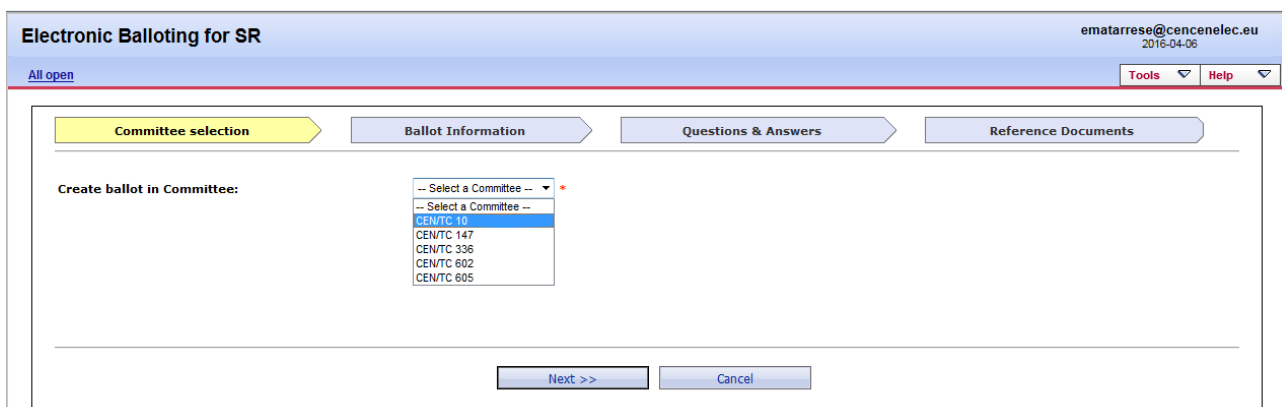 Electronic Balloting for SR
ematarrese@cencenelec.eu
2016-04-06
All open
Tools
Help
Committee selection
Ballot Information
Questions & Answers
Reference Documents
Create ballot in Committee:
-- Select a Committee -- *
-- Select a Committee --
CEN/TC 10
CEN/TC 147
CEN/TC 336
CEN/TC 602
CEN/TC 605
Next >>
Cancel